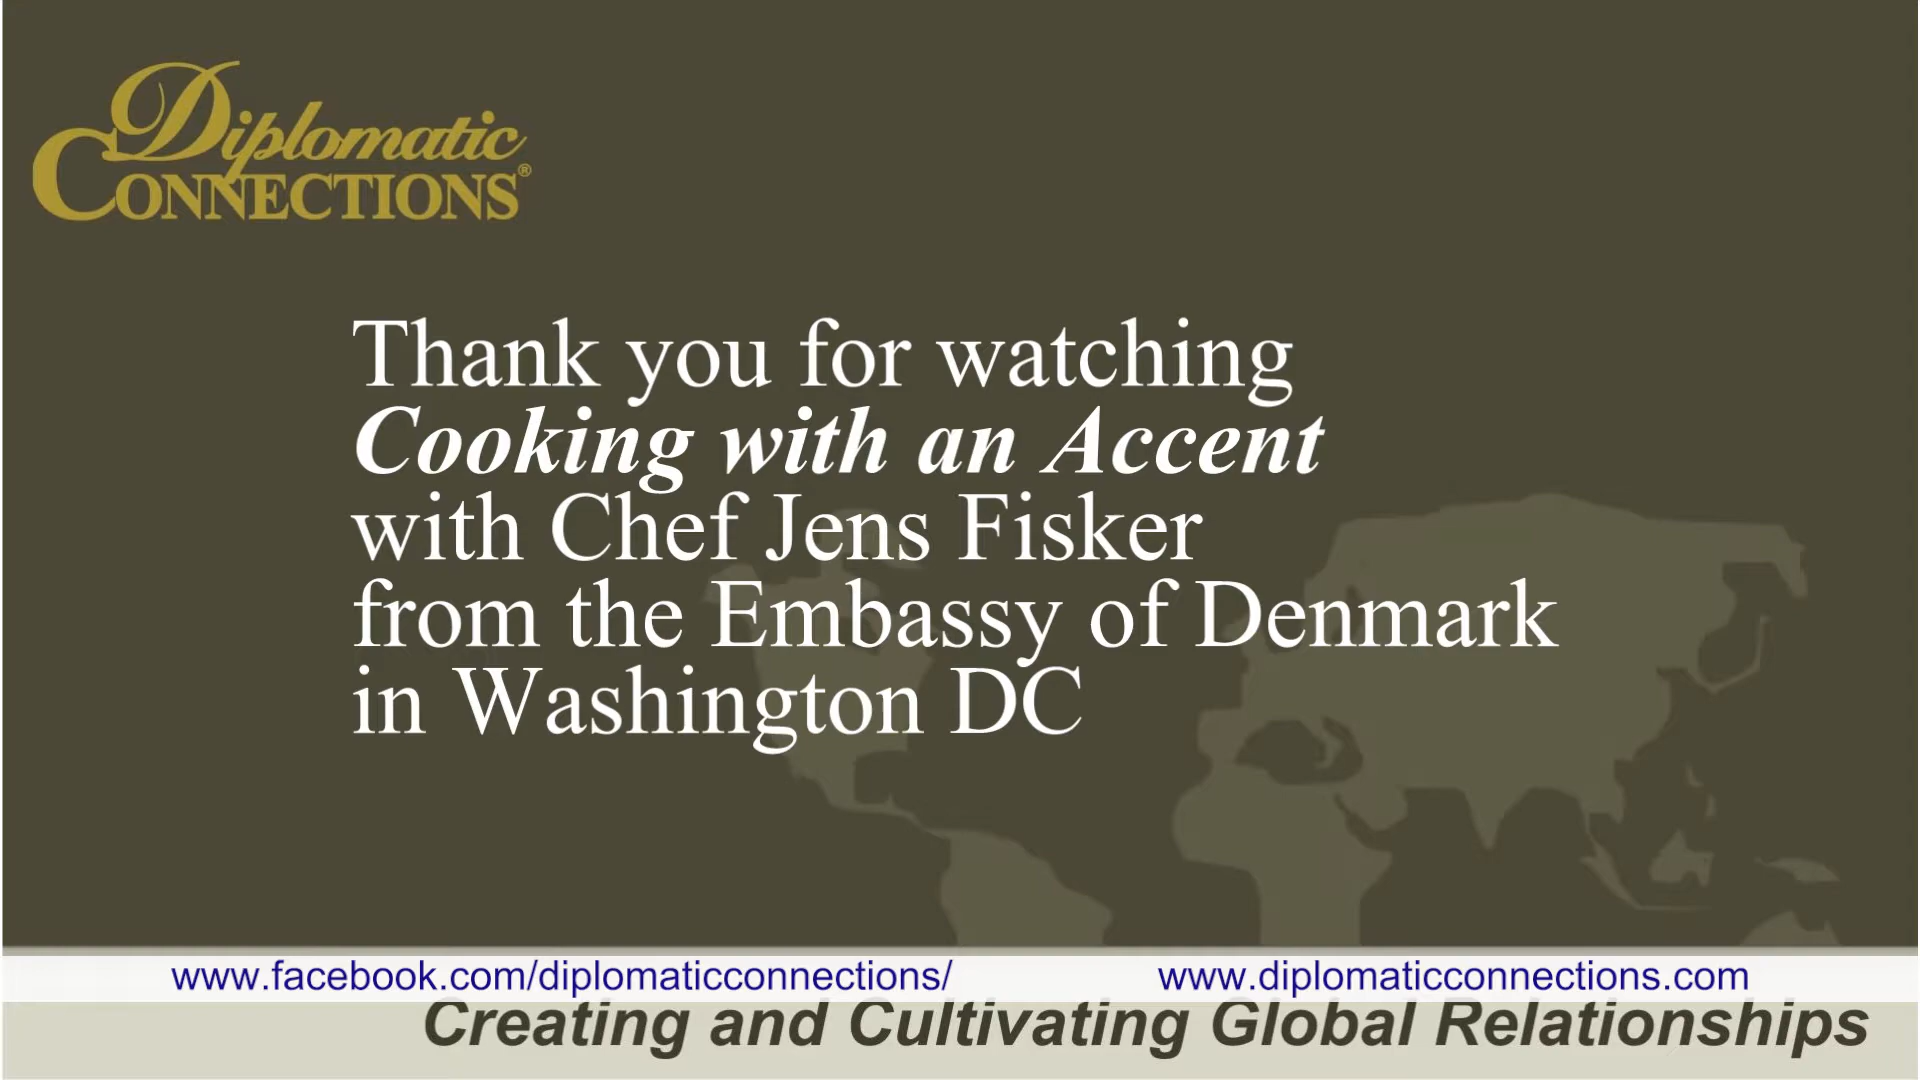 Diplomatic
CONNECTIONS®
Thank you for watching
Cooking with an Accent
with Chef Jens Fisker
from the Embassy of Denmark
in Washington DC
www.facebook.com/diplomaticconnections/ www.diplomaticconnections.com
Creating and Cultivating Global Relationships